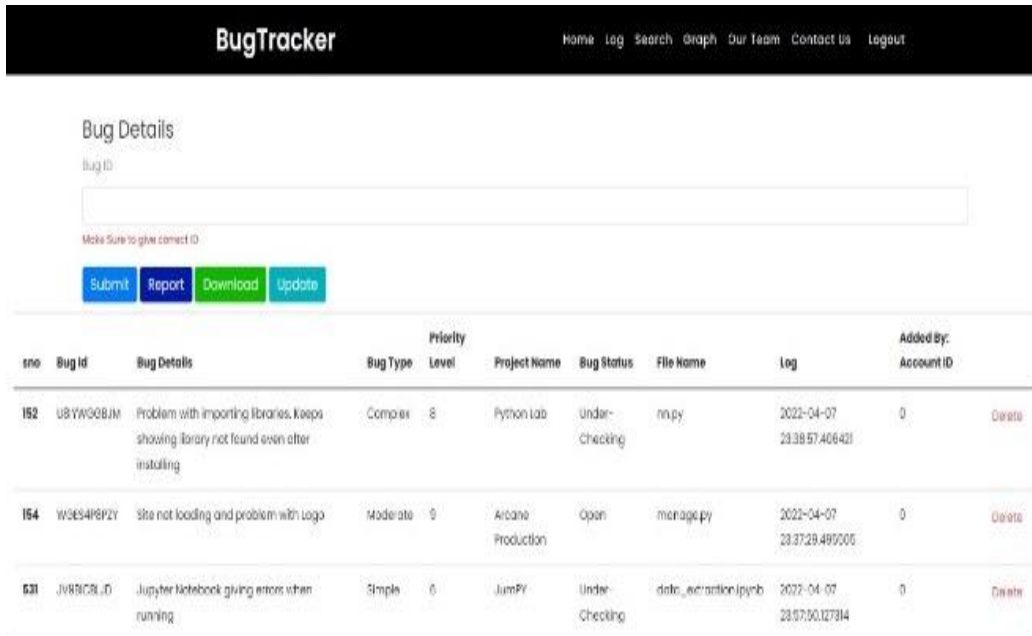 BugTracker
Home Log Search Graph Our Team Contact Us Logout
Bug Details
Bug ID
Make Sure to give correct ID
Submit Report Download Update
sno Bug Id Bug Details Bug Type Priority Level Project Name Bug Status File Name Log Added By: Account ID
152 Problem with importing libraries. Keeps Complex 8 Python Lab Under- nn.py 2022-04-07 0 Delete
showing library not found even after Checking
installing
154 Site not loading and problem with Logo Moderate 9 Arcane Open manage.py 2022-04-07 0 Delete
Production
531 Jupyter Notebook giving errors when Simple JumPY Under- data_extraction.ipynb 2022-04-07 0 Delete
running Checking